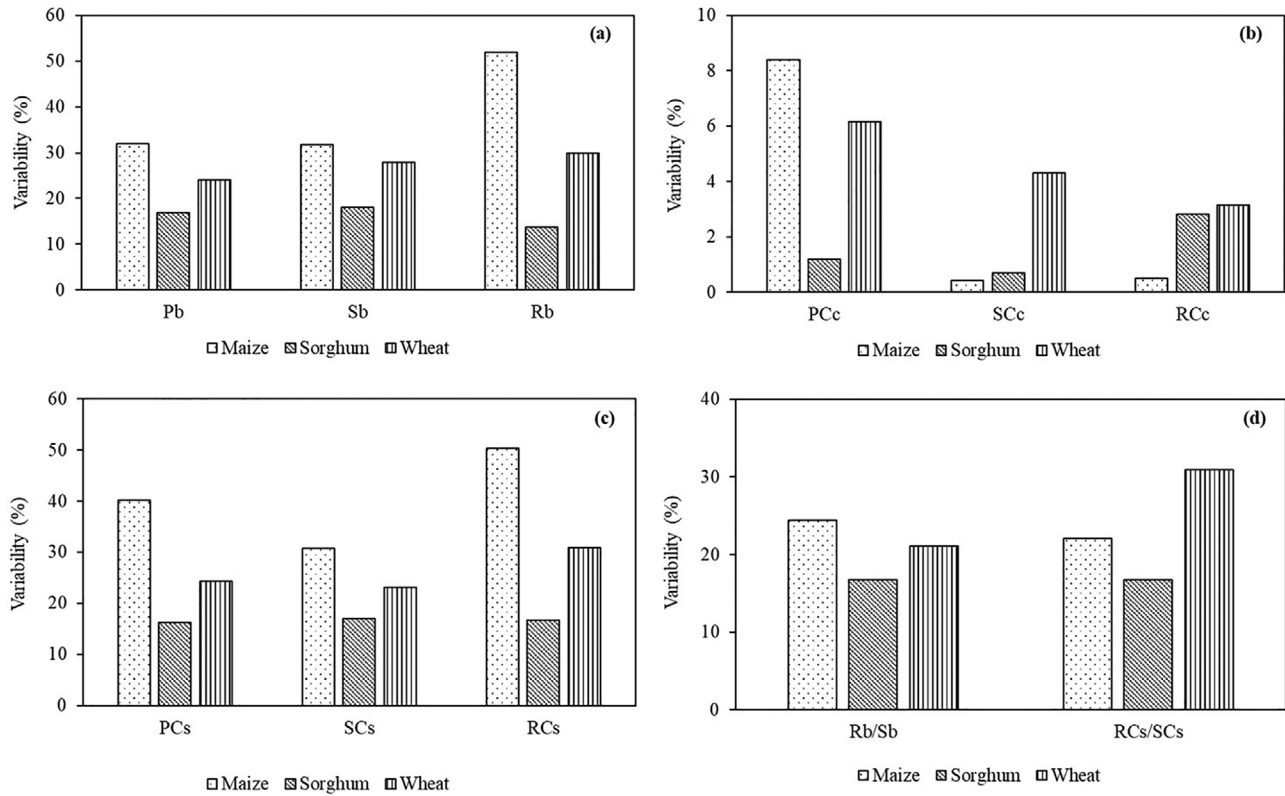 (a)
Variability (%)
60
50
40
30
20
10
0
Pb Sb Rb
Maize Sorghum Wheat
(b)
Variability (%)
10
8
6
4
2
0
PCc SCc RCc
Maize Sorghum Wheat
(c)
Variability (%)
60
50
40
30
20
10
0
PCs SCs RCs
Maize Sorghum Wheat
(d)
Variability (%)
40
30
20
10
0
Rb/Sb RCs/SCs
Maize Sorghum Wheat